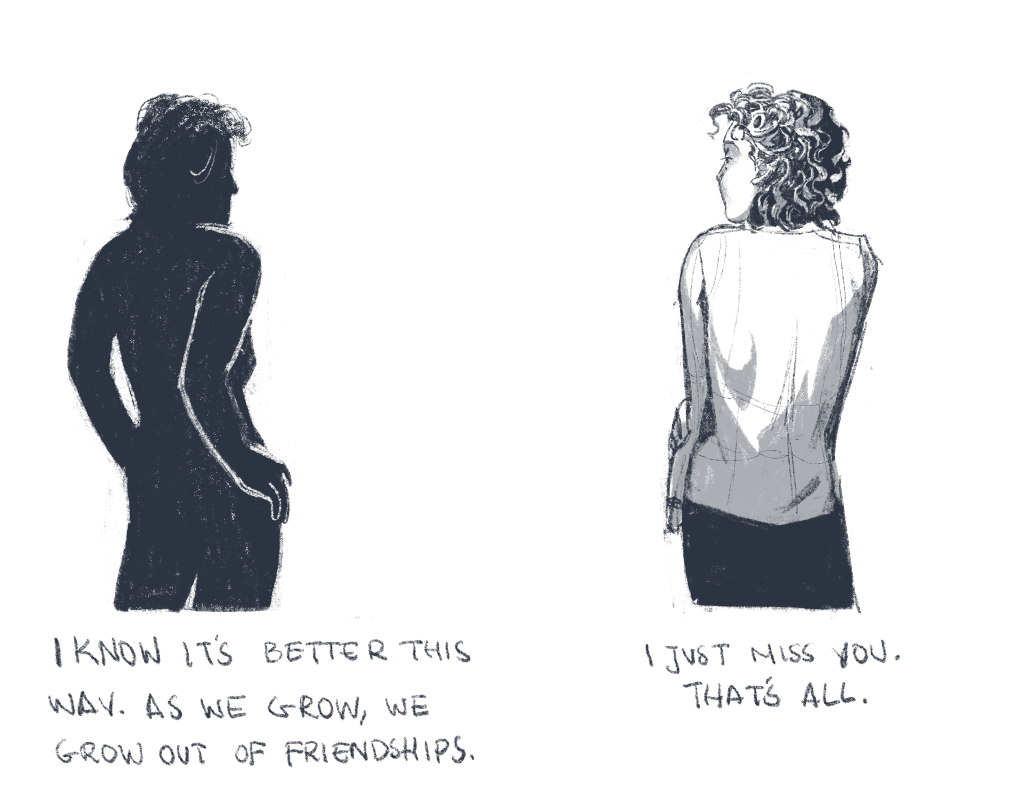 I KNOW IT'S BETTER THIS
WAY. AS WE GROW, WE
GROW OUT OF FRIENDSHIPS.
I JUST MISS YOU.
THAT'S ALL.